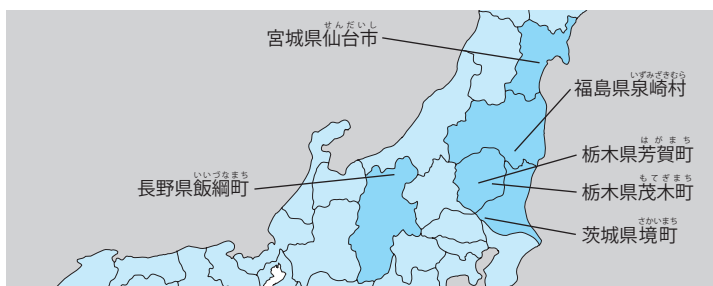 せんだいし
宮城県仙台市
いずみざきむら
福島県泉崎村
はがまち
栃木県芳賀町
もてぎまち
栃木県茂木町
さかいまち
茨城県境町
いいづなまち
長野県飯綱町